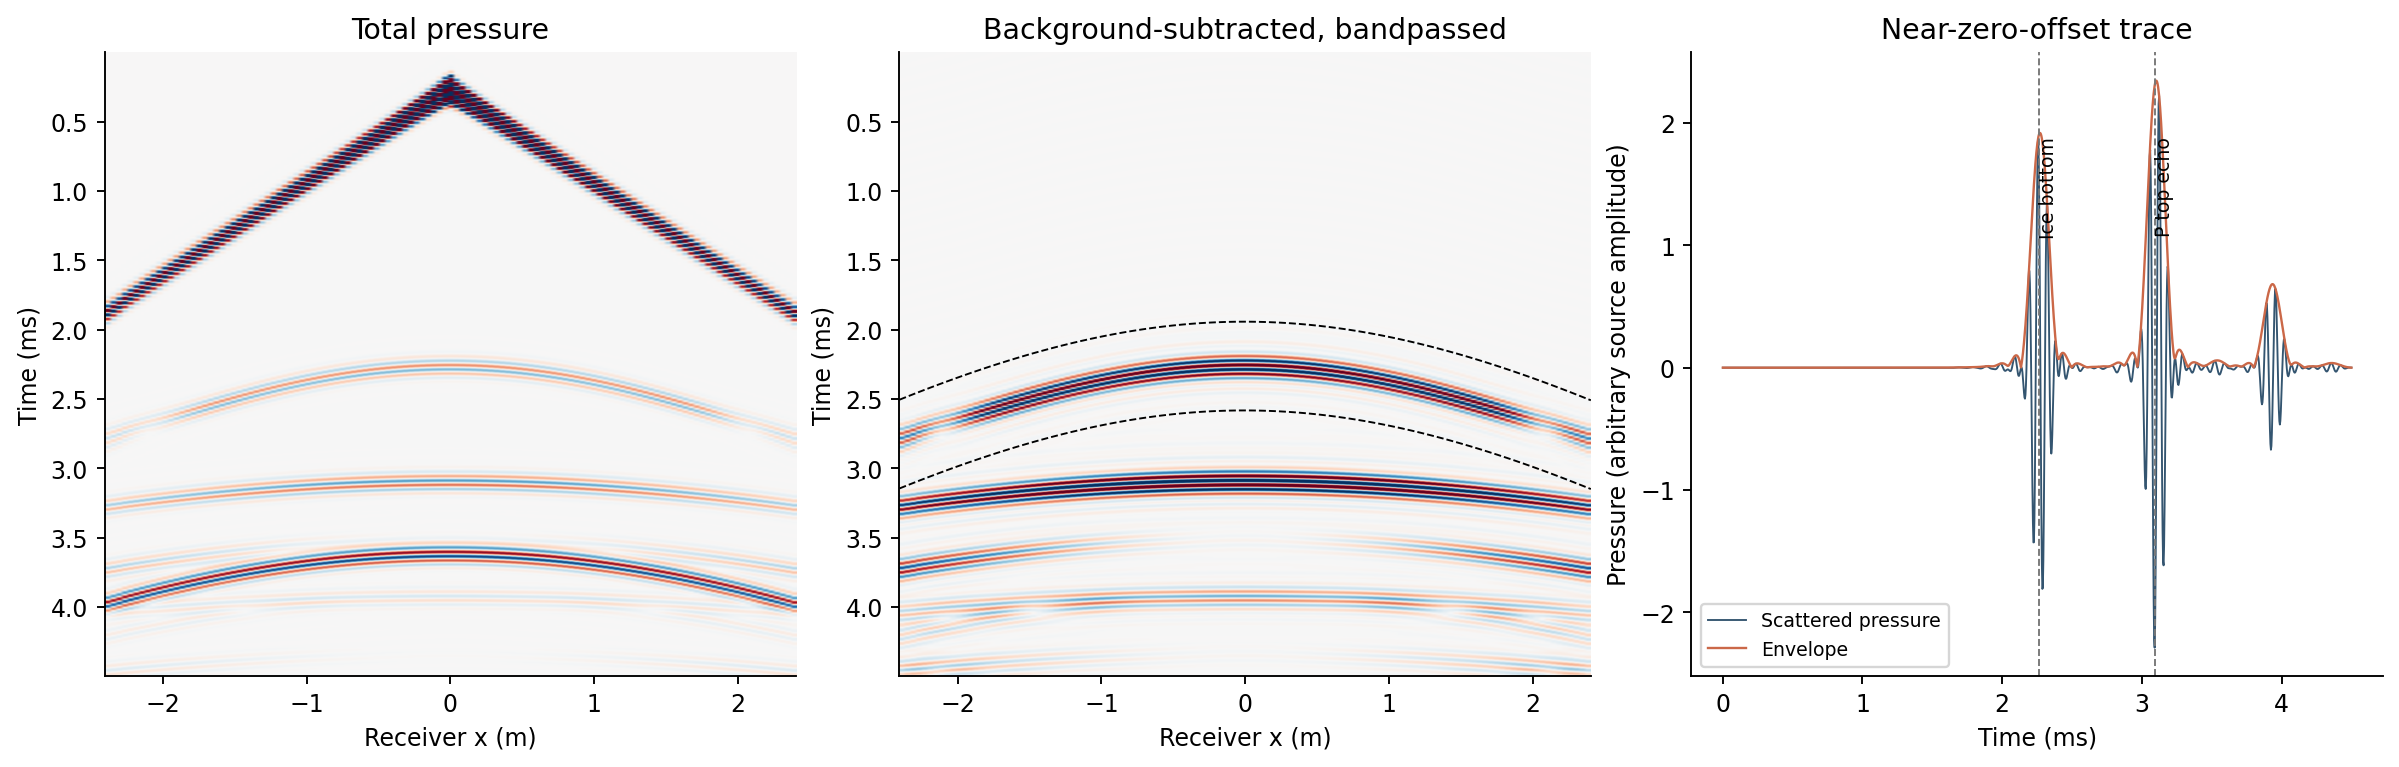 Total pressure
Time (ms)
0.5
1.0
1.5
2.0
2.5
3.0
3.5
4.0
−2
−1
0
1
2
Receiver x (m)
Background-subtracted, bandpassed
Time (ms)
0.5
1.0
1.5
2.0
2.5
3.0
3.5
4.0
−2
−1
0
1
2
Receiver x (m)
Near-zero-offset trace
Pressure (arbitrary source amplitude)
2
1
0
−1
−2
Ice bottom
P top echo
Scattered pressure
Envelope
0
1
2
3
4
Time (ms)